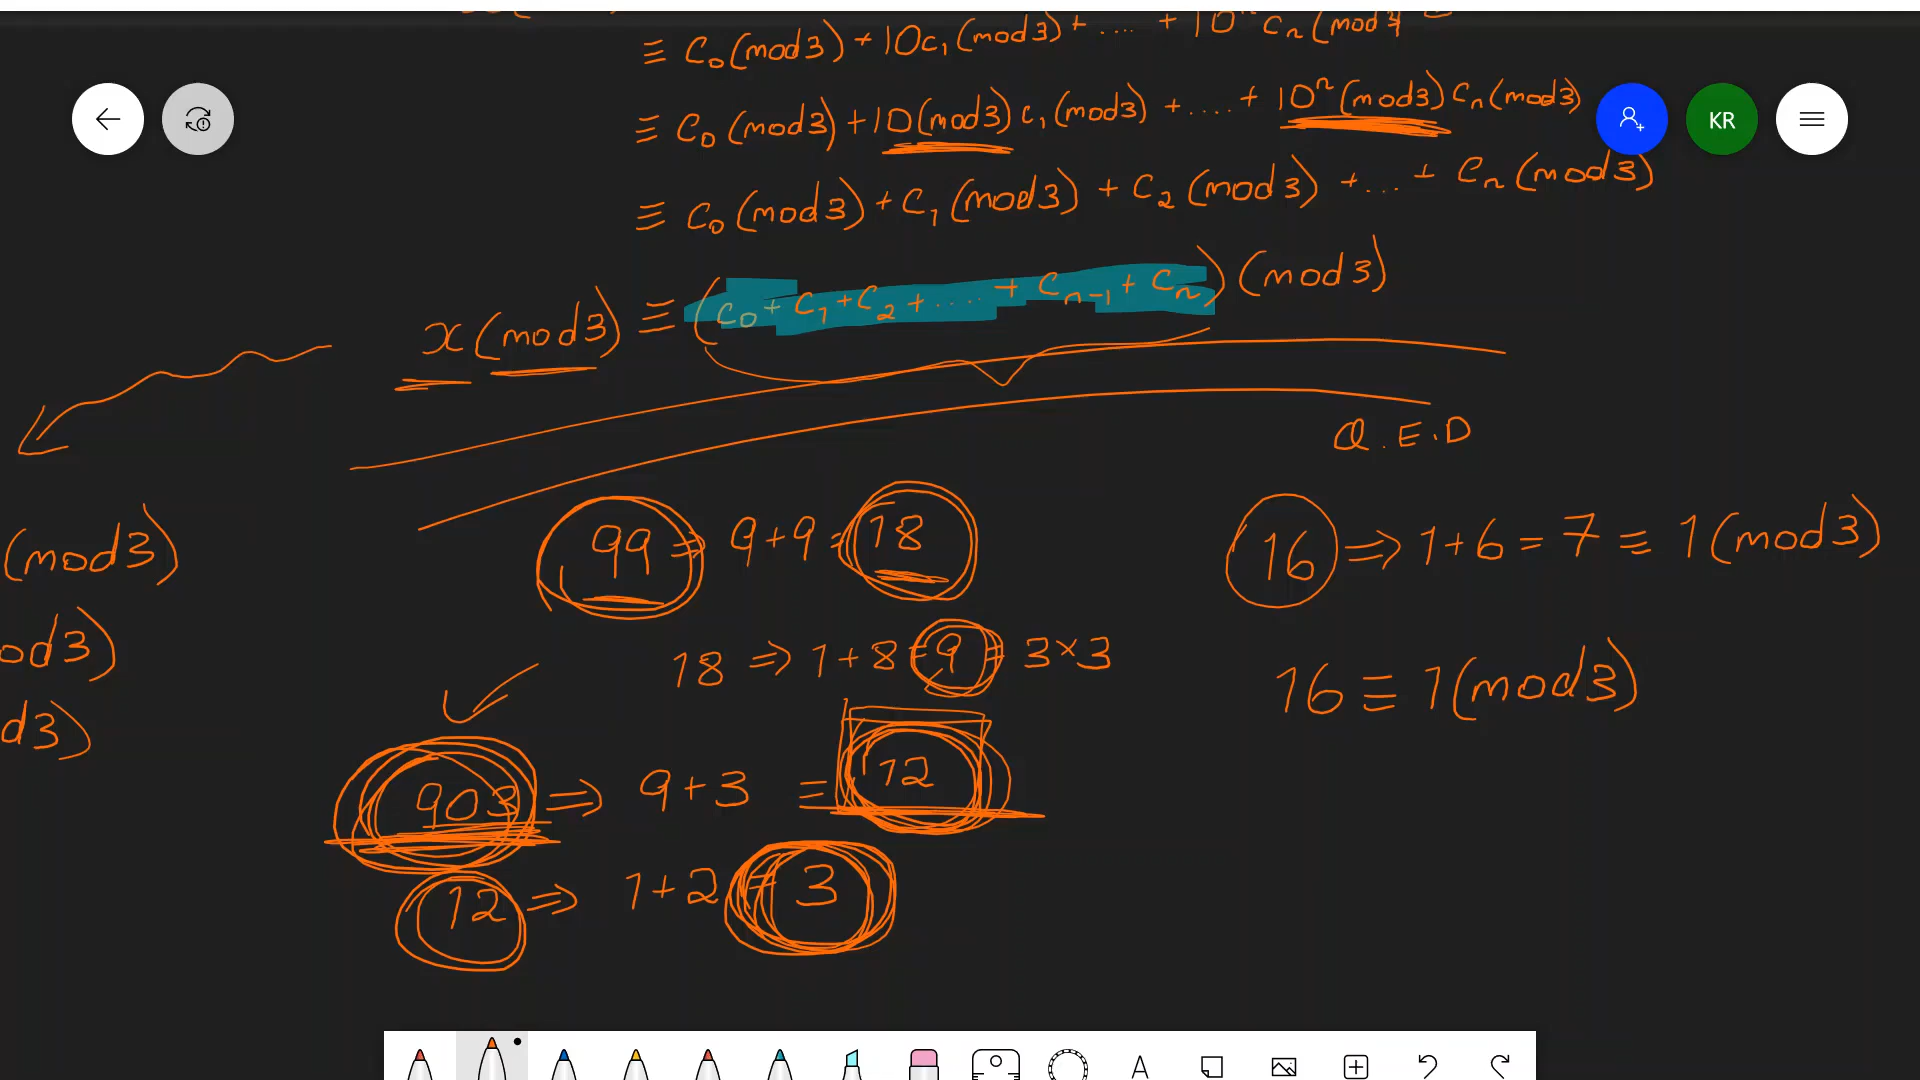 ≡ C₀(mod3) + 10C₁(mod3) + ..... + 10ⁿ Cₙ(mod3
≡ C₀(mod3) + 10(mod3) C₁(mod3) + ..... + 10ⁿ(mod3) Cₙ(mod3)
≡ C₀(mod3) + C₁(mod3) + C₂(mod3) + ... + Cₙ(mod3)
x(mod3) ≡ (C₀ + C₁ + C₂ + ..... + Cₙ₋₁ + Cₙ)(mod3)
Q.E.D
KR
(mod3)
od3)
d3)
99 ⇒ 9+9 = 18
18 ⇒ 1+8 = 9 = 3×3
903 ⇒ 9+3 ≡ 12
12 ⇒ 1+2 = 3
16 ⇒ 1+6 = 7 ≡ 1(mod3)
16 ≡ 1(mod3)